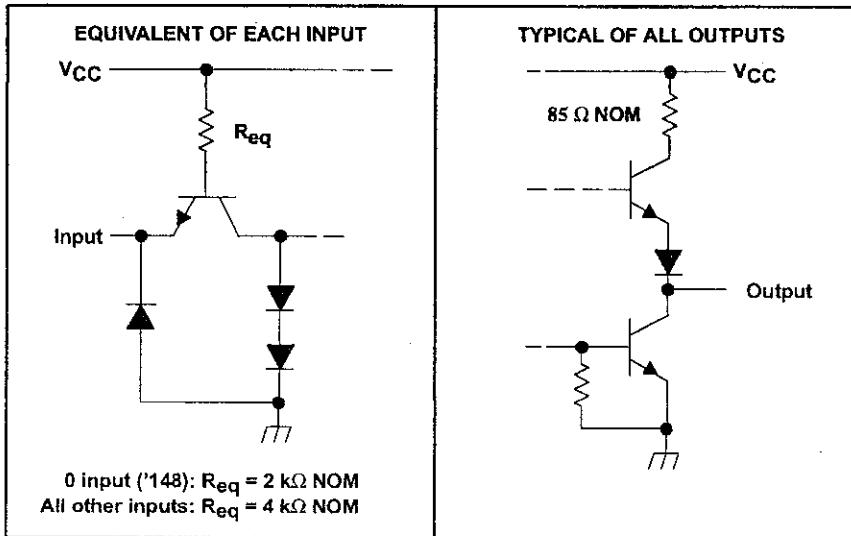 EQUIVALENT OF EACH INPUT
VCC
Req
Input
0 input ('148): Req = 2 kΩ NOM
All other inputs: Req = 4 kΩ NOM
TYPICAL OF ALL OUTPUTS
VCC
85 Ω NOM
Output